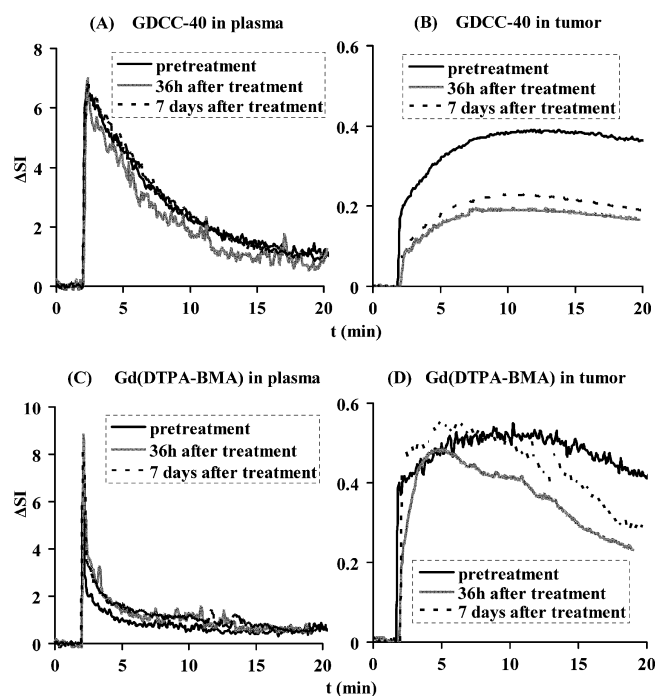 (A) GDCC-40 in plasma
(B) GDCC-40 in tumor
8
6
4
2
0
ΔSI
pretreatment
36h after treatment
7 days after treatment
0 5 10 15 20
0.6
0.4
0.2
0
pretreatment
36h after treatment
7 days after treatment
0 5 10 15 20
t (min)
(C) Gd(DTPA-BMA) in plasma
(D) Gd(DTPA-BMA) in tumor
10
8
6
4
2
0
ΔSI
pretreatment
36h after treatment
7 days after treatment
0 5 10 15 20
0.6
0.4
0.2
0
pretreatment
36h after treatment
7 days after treatment
0 5 10 15 20
t (min)